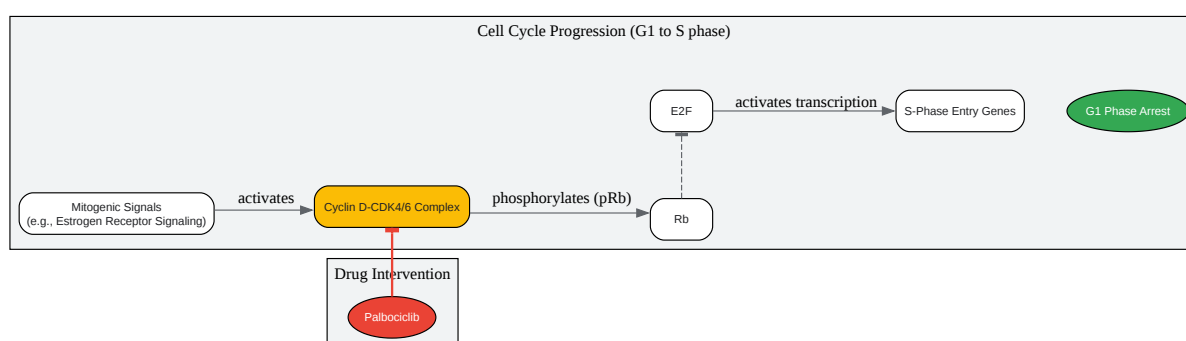 Cell Cycle Progression (G1 to S phase)
E2F
activates transcription
S-Phase Entry Genes
G1 Phase Arrest
Mitogenic Signals
(e.g., Estrogen Receptor Signaling)
activates
Cyclin D-CDK4/6 Complex
phosphorylates (pRb)
Rb
Drug Intervention
Palbociclib